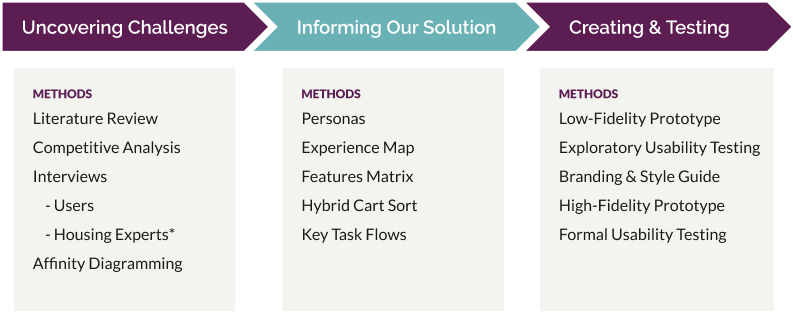 Uncovering Challenges
Informing Our Solution
Creating & Testing
METHODS
Literature Review
Competitive Analysis
Interviews
- Users
- Housing Experts*
Affinity Diagramming
METHODS
Personas
Experience Map
Features Matrix
Hybrid Cart Sort
Key Task Flows
METHODS
Low-Fidelity Prototype
Exploratory Usability Testing
Branding & Style Guide
High-Fidelity Prototype
Formal Usability Testing